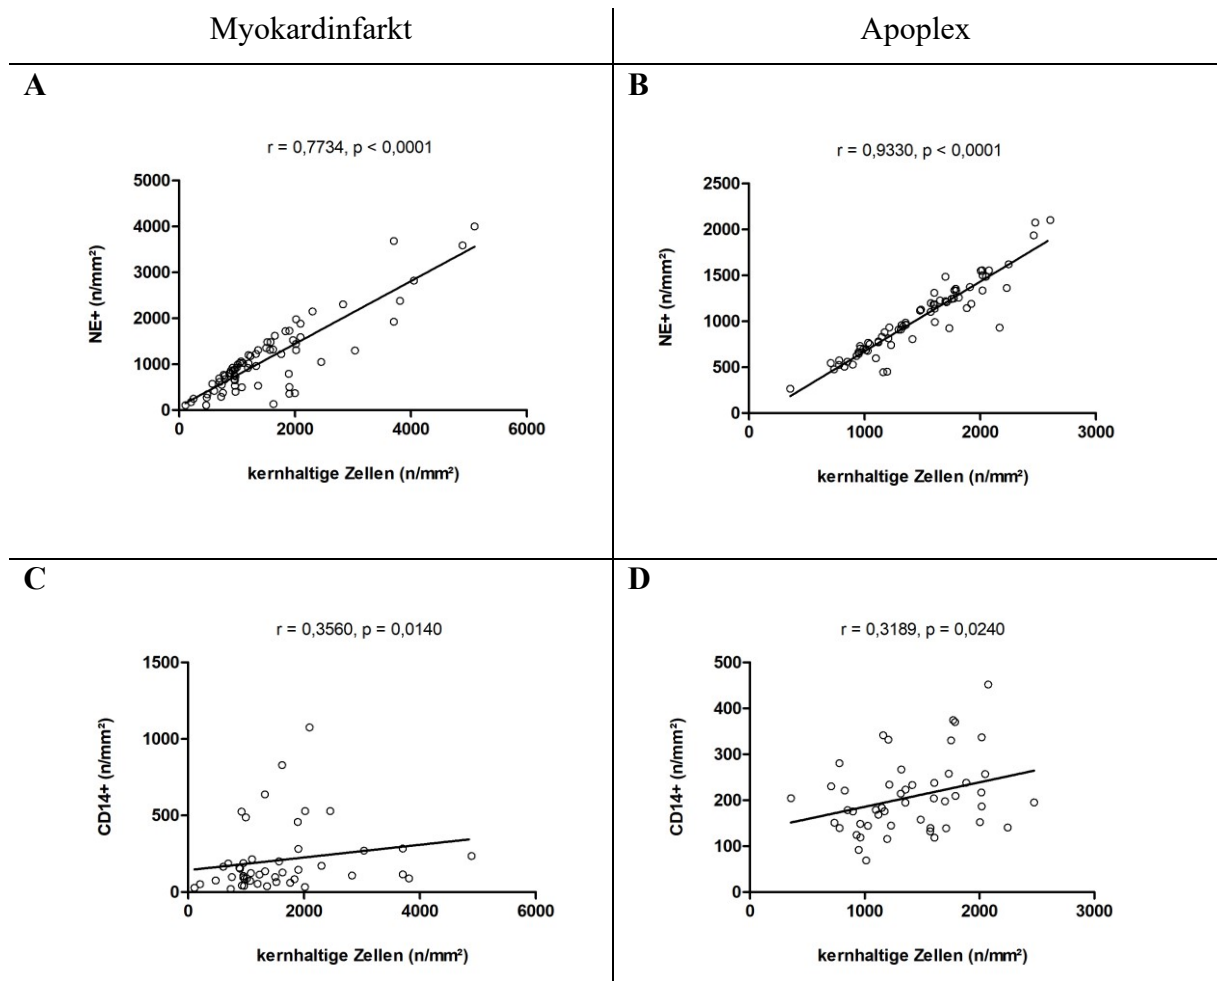 Myokardinfarkt
Apoplex
A
r = 0,7734, p < 0,0001
5000
4000
3000
2000
1000
0
NE+ (n/mm²)
0
2000
4000
6000
kernhaltige Zellen (n/mm²)
B
r = 0,9330, p < 0,0001
2500
2000
1500
1000
500
0
NE+ (n/mm²)
0
1000
2000
3000
kernhaltige Zellen (n/mm²)
C
r = 0,3560, p = 0,0140
1500
1000
500
0
CD14+ (n/mm²)
0
2000
4000
6000
kernhaltige Zellen (n/mm²)
D
r = 0,3189, p = 0,0240
500
400
300
200
100
0
CD14+ (n/mm²)
0
1000
2000
3000
kernhaltige Zellen (n/mm²)